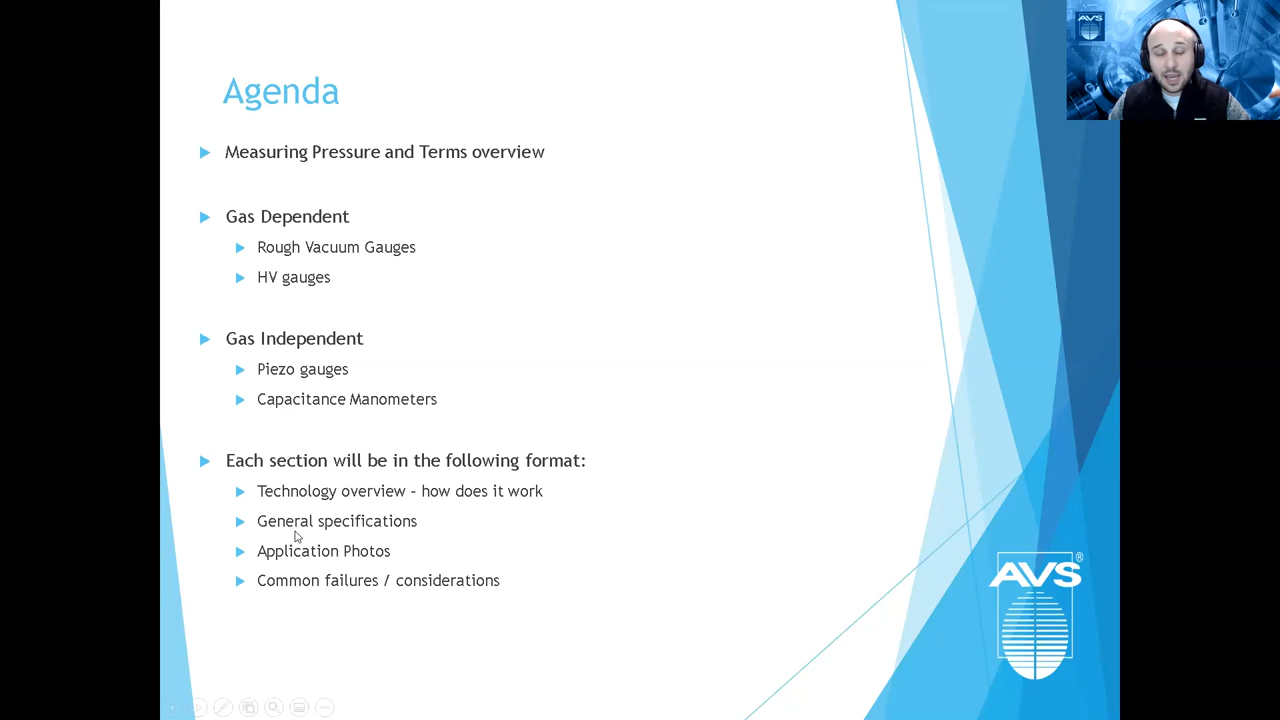 AVS
Agenda
Measuring Pressure and Terms overview
Gas Dependent
Rough Vacuum Gauges
HV gauges
Gas Independent
Piezo gauges
Capacitance Manometers
Each section will be in the following format:
Technology overview - how does it work
General specifications
Application Photos
Common failures / considerations
AVS®